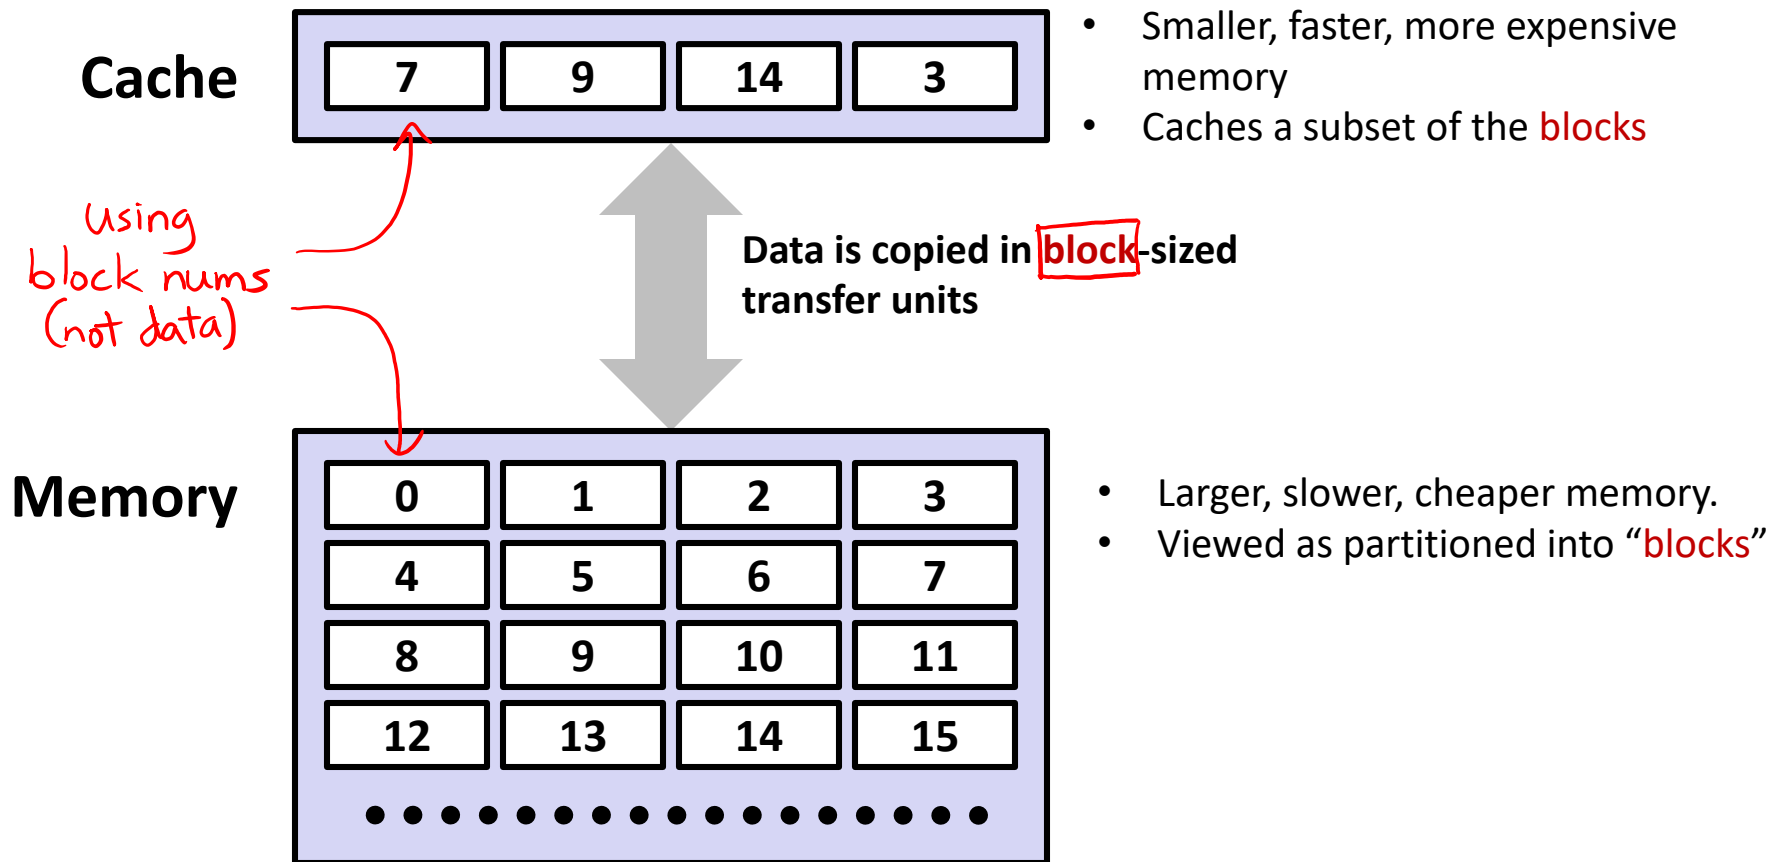 Cache
7 9 14 3
• Smaller, faster, more expensive
memory
• Caches a subset of the blocks
Using
block nums
(not data)
Data is copied in block-sized
transfer units
Memory
0 1 2 3
4 5 6 7
8 9 10 11
12 13 14 15
• Larger, slower, cheaper memory.
• Viewed as partitioned into “blocks”